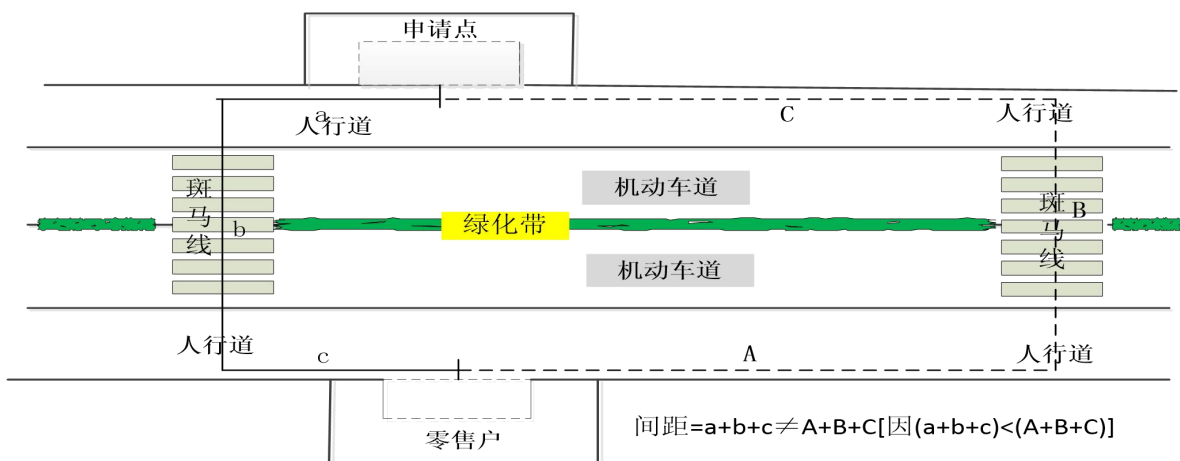 申请点
a
人行道
C
人行道
机动车道
斑马线
b
绿化带
斑马线
B
机动车道
人行道
c
A
人行道
零售户
间距=a+b+c≠A+B+C[因(a+b+c)<(A+B+C)]